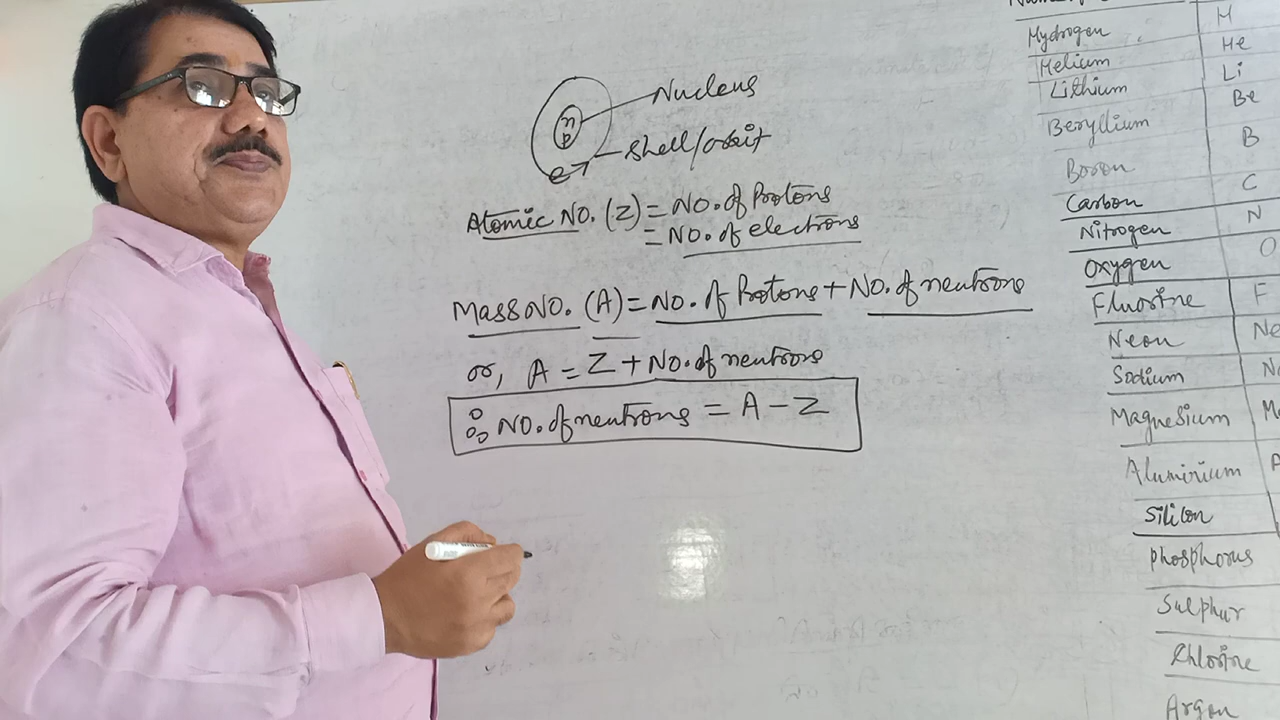 Nucleus
n
p
Shell/orbit
e-
Atomic NO. (Z) = NO. of Protons
= NO. of electrons
Mass NO. (A) = NO. of Protons + NO. of neutrons
or, A = Z + NO. of neutrons
∴ NO. of neutrons = A - Z
Hydrogen H
Helium He
Lithium Li
Beryllium Be
Boron B
Carbon C
Nitrogen N
Oxygen O
Fluorine F
Neon Ne
Sodium
Magnesium
Aluminium
Silicon
Phosphorus
Sulphur
Chlorine
Argon